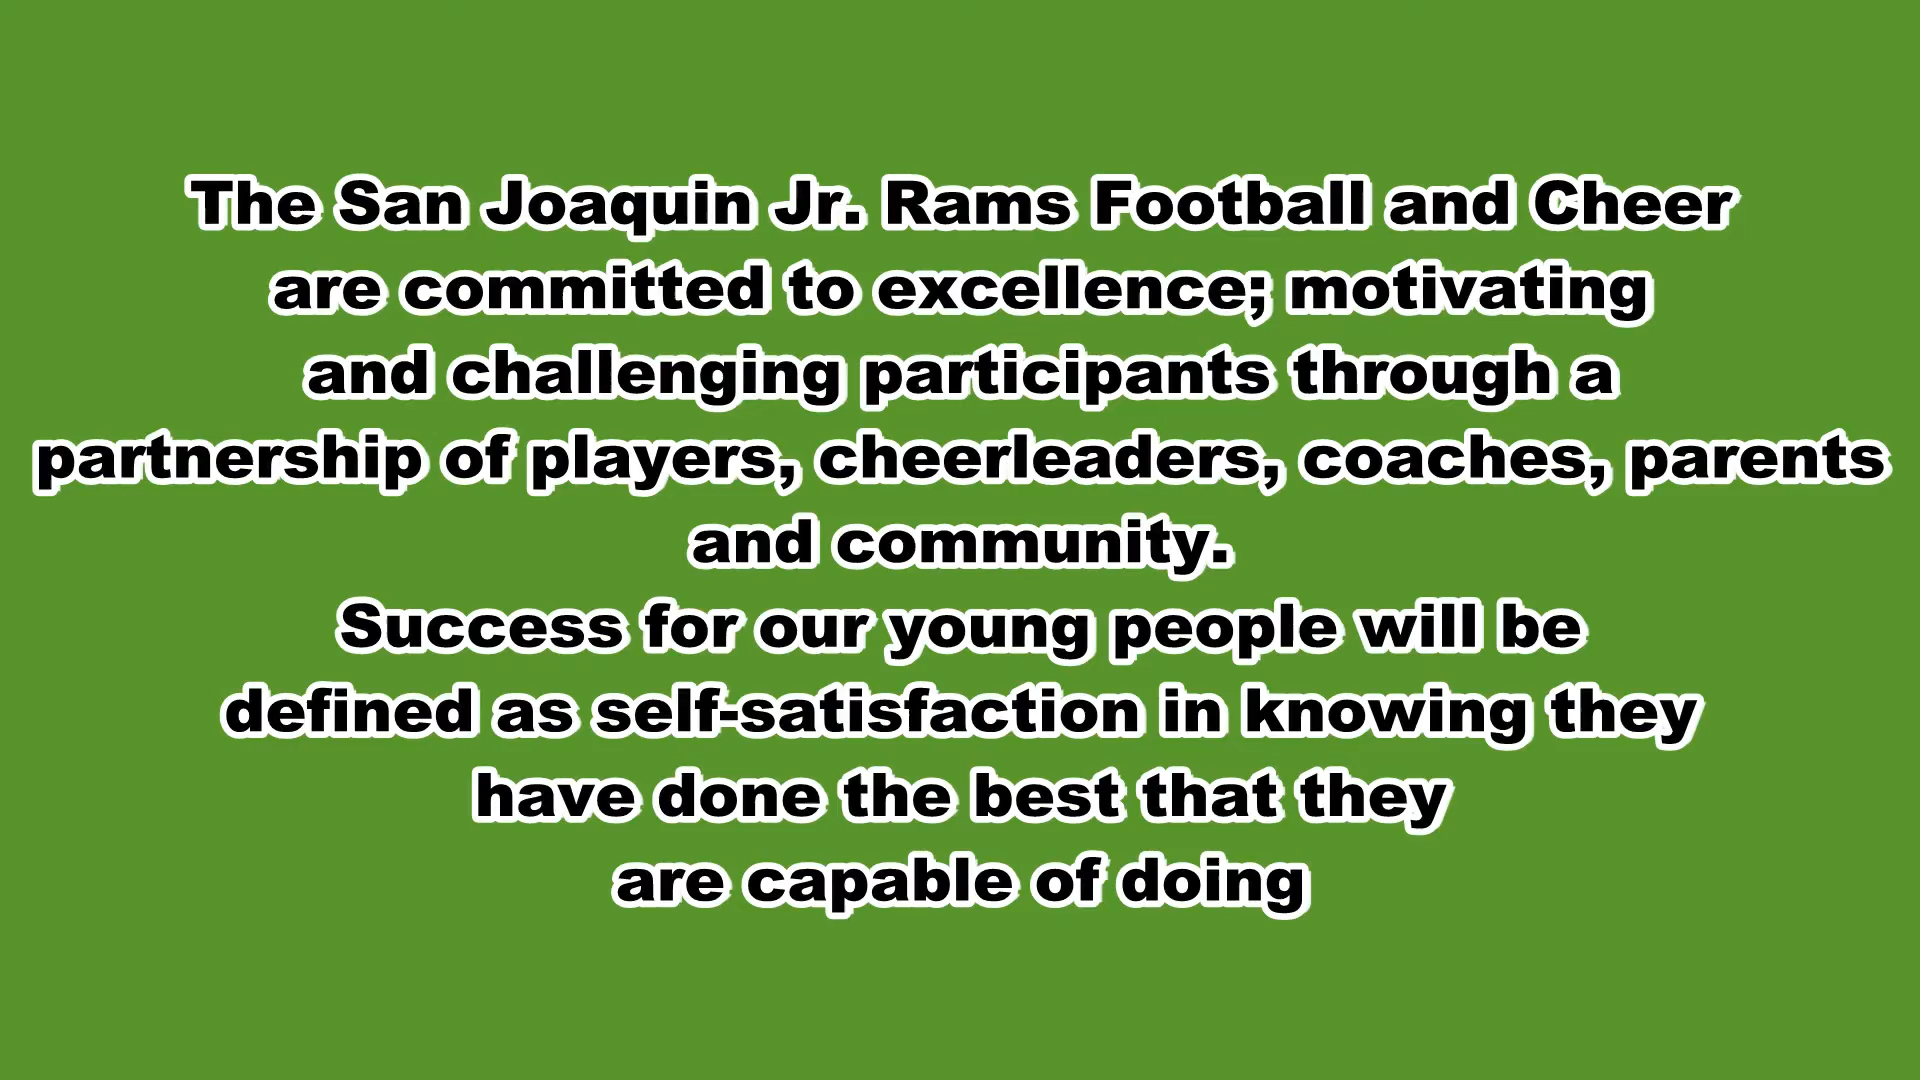 The San Joaquin Jr. Rams Football and Cheer
are committed to excellence; motivating
and challenging participants through a
partnership of players, cheerleaders, coaches, parents
and community.
Success for our young people will be
defined as self-satisfaction in knowing they
have done the best that they
are capable of doing